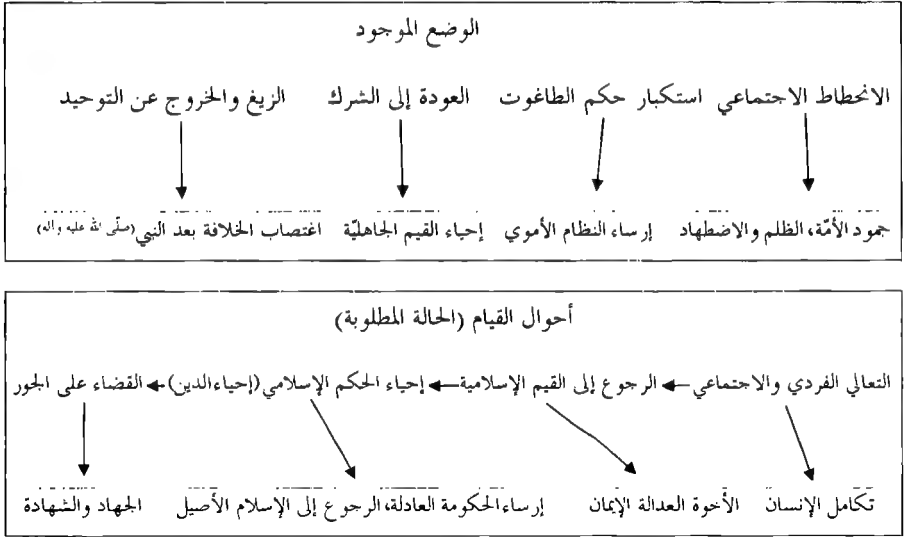 الوضع الموجود
الانحطاط الاجتماعي استكبار حكم الطاغوت العودة إلى الشرك الزيغ والخروج عن التوحيد
جمود الأمّة، الظلم والاضطهاد إرساء النظام الأموي إحياء القيم الجاهليّة اغتصاب الخلافة بعد النبي (صلّى الله عليه وآله)
أحوال القيام (الحالة المطلوبة)
التعالي الفردي والاجتماعي الرجوع إلى القيم الإسلامية إحياء الحكم الإسلامي (إحياء الدين) القضاء على الجور
تكامل الإنسان الأخوة العدالة الإيمان إرساء الحكومة العادلة، الرجوع إلى الإسلام الأصيل الجهاد والشهادة